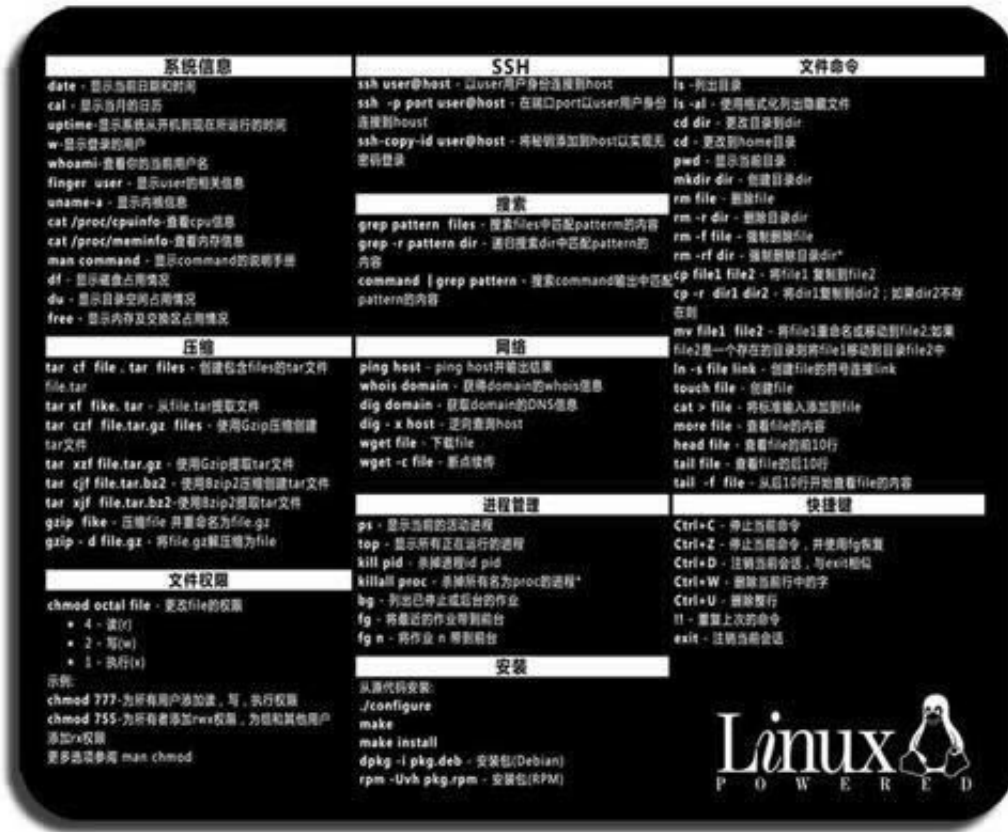 系统信息
date - 显示当前日期和时间
cal - 显示当月的日历
uptime-显示系统从开机到现在所运行的时间
w-显示登录的用户
whoami-查看你的当前用户名
finger user - 显示user的相关信息
uname-a - 显示内核信息
cat /proc/cpuinfo-查看cpu信息
cat /proc/meminfo-查看内存信息
man command - 显示command的说明手册
df - 显示磁盘占用情况
du - 显示目录空间占用情况
free - 显示内存及交换区占用情况
压缩
tar cf file . tar files - 创建包含files的tar文件
file.tar
tar xf fike. tar - 从file.tar提取文件
tar czf file.tar.gz files - 使用Gzip压缩创建
tar文件
tar xzf file.tar.gz - 使用Gzip提取tar文件
tar cjf file.tar.bz2 - 使用Bzip2压缩创建tar文件
tar xjf file.tar.bz2-使用Bzip2提取tar文件
gzip fike - 压缩file 并重命名为file.gz
gzip - d file.gz - 将file.gz解压缩为file
文件权限
chmod octal file - 更改file的权限
• 4 - 读(r)
• 2 - 写(w)
• 1 - 执行(x)
示例:
chmod 777-为所有用户添加读，写，执行权限
chmod 755-为所有者添加rwx权限，为组和其他用户
添加rx权限
更多选项参阅 man chmod
SSH
ssh user@host - 以user用户身份连接到host
ssh -p port user@host - 在端口port以user用户身份
连接到houst
ssh-copy-id user@host - 将秘钥添加到host以实现无
密码登录
搜索
grep pattern files - 搜索files中匹配patterm的内容
grep -r pattern dir - 递归搜索dir中匹配pattern的
内容
command | grep pattern - 搜索command输出中匹配
pattern的内容
网络
ping host - ping host并输出结果
whois domain - 获得domain的whois信息
dig domain - 获取domain的DNS信息
dig - x host - 逆向查询host
wget file - 下载file
wget -c file - 断点续传
进程管理
ps - 显示当前的活动进程
top - 显示所有正在运行的进程
kill pid - 杀掉进程id pid
killall proc - 杀掉所有名为proc的进程*
bg - 列出已停止或后台的作业
fg - 将最近的作业带到前台
fg n - 将作业 n 带到前台
安装
从源代码安装:
./configure
make
make install
dpkg -i pkg.deb - 安装包(Debian)
rpm -Uvh pkg.rpm - 安装包(RPM)
文件命令
ls -列出目录
ls -al - 使用格式化列出隐藏文件
cd dir - 更改目录到dir
cd - 更改到home目录
pwd - 显示当前目录
mkdir dir - 创建目录dir
rm file - 删除file
rm -r dir - 删除目录dir
rm -f file - 强制删除file
rm -rf dir - 强制删除目录dir*
cp file1 file2 - 将file1 复制到file2
cp -r dir1 dir2 - 将dir1复制到dir2；如果dir2不存
在则
mv file1 file2 - 将file1重命名或移动到file2;如果
file2是一个存在的目录则将file1移动到目录file2中
ln -s file link - 创建file的符号连接link
touch file - 创建file
cat > file - 将标准输入添加到file
more file - 查看file的内容
head file - 查看file的前10行
tail file - 查看file的后10行
tail -f file - 从后10行开始查看file的内容
快捷键
Ctrl+C - 停止当前命令
Ctrl+Z - 停止当前命令，并使用fg恢复
Ctrl+D - 注销当前会话，与exit相似
Ctrl+W - 删除当前行中的字
Ctrl+U - 删除整行
!! - 重复上次的命令
exit - 注销当前会话
Linux
POWERED